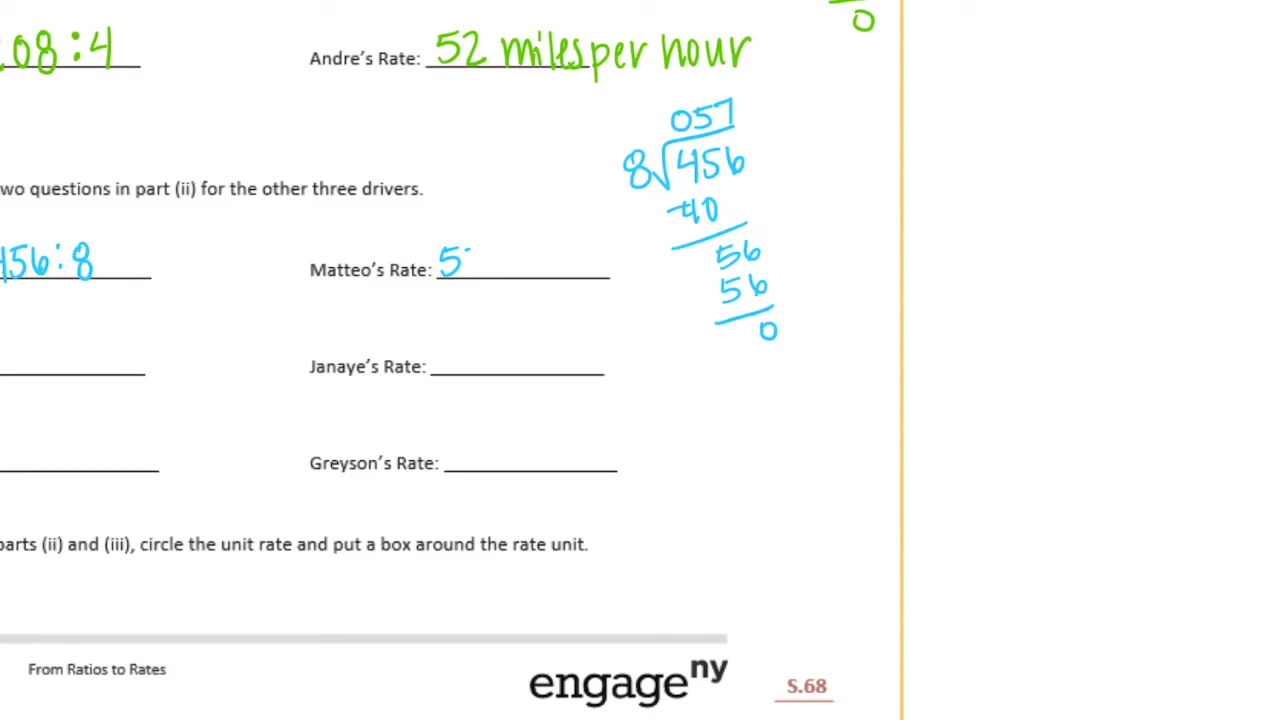 0
08:4
Andre's Rate: 52 miles per hour
057
8 456
-40
56
56
0
wo questions in part (ii) for the other three drivers.
456:8
Matteo's Rate: 5
Janaye's Rate:
Greyson's Rate:
parts (ii) and (iii), circle the unit rate and put a box around the rate unit.
From Ratios to Rates
engage ny
S.68